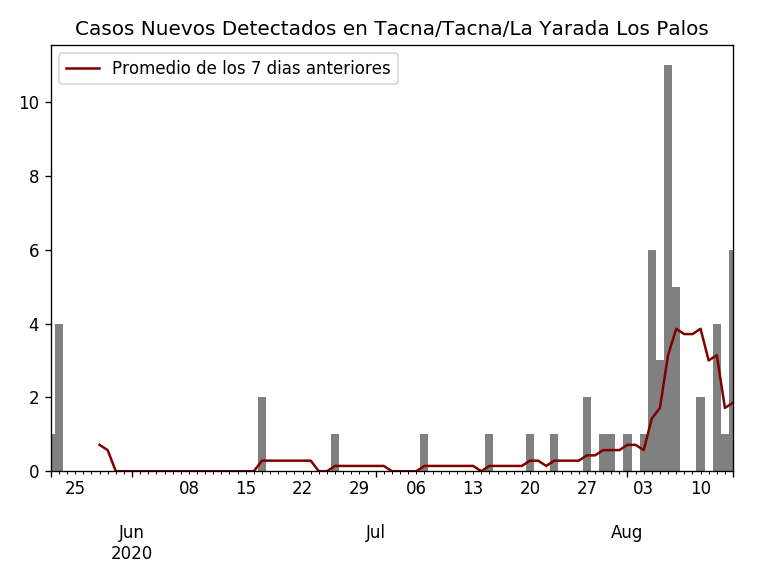 Casos Nuevos Detectados en Tacna/Tacna/La Yarada Los Palos
Promedio de los 7 dias anteriores
10
8
6
4
2
0
25 08 15 22 29 06 13 20 27 03 10
Jun Jul Aug
2020